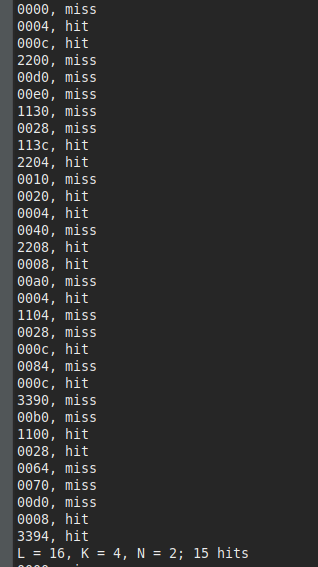 0000, miss
0004, hit
000c, hit
2200, miss
00d0, miss
00e0, miss
1130, miss
0028, miss
113c, hit
2204, hit
0010, miss
0020, hit
0004, hit
0040, miss
2208, hit
0008, hit
00a0, miss
0004, hit
1104, miss
0028, miss
000c, hit
0084, miss
000c, hit
3390, miss
00b0, miss
1100, hit
0028, hit
0064, miss
0070, miss
00d0, miss
0008, hit
3394, hit
L = 16, K = 4, N = 2; 15 hits